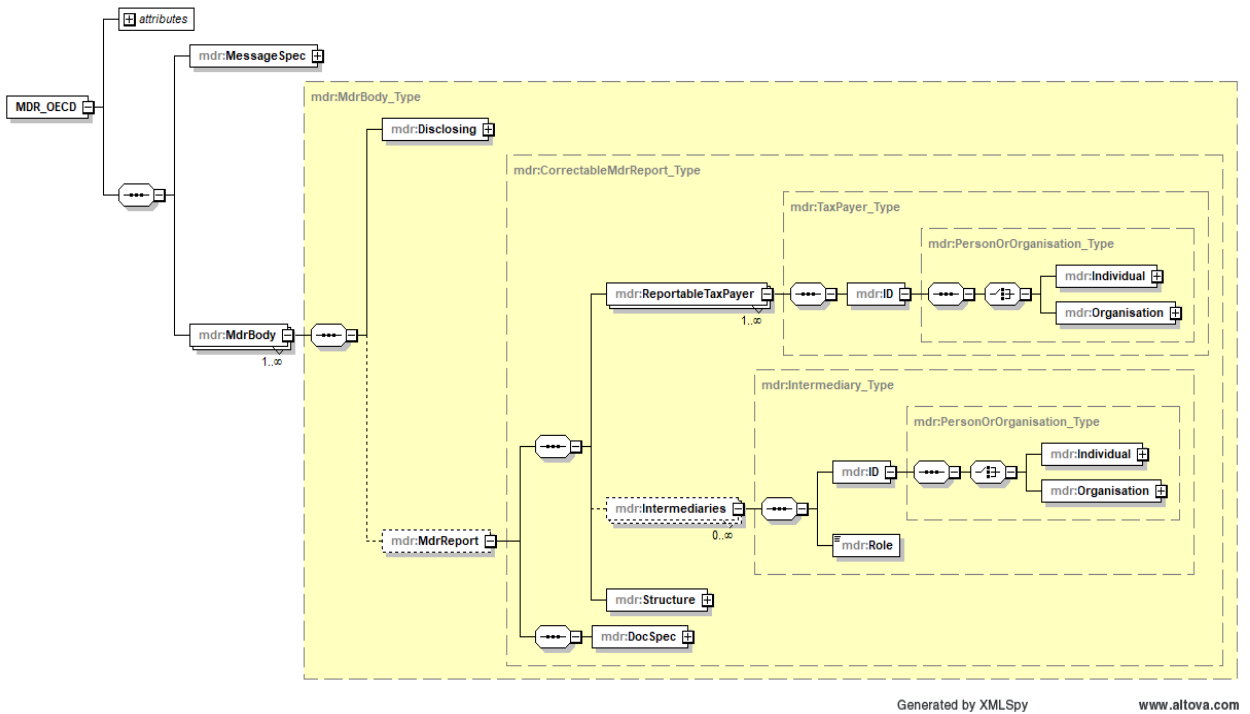 attributes
mdr:MessageSpec
MDR_OECD
mdr:MdrBody_Type
mdr:Disclosing
mdr:CorrectableMdrReport_Type
mdr:TaxPayer_Type
mdr:PersonOrOrganisation_Type
mdr:Individual
mdr:ReportableTaxPayer
mdr:ID
mdr:Organisation
1..∞
mdr:MdrBody
1..∞
mdr:Intermediary_Type
mdr:PersonOrOrganisation_Type
mdr:Individual
mdr:ID
mdr:Organisation
mdr:Intermediaries
0..∞
mdr:MdrReport
mdr:Role
mdr:Structure
mdr:DocSpec
Generated by XMLSpy
www.altova.com